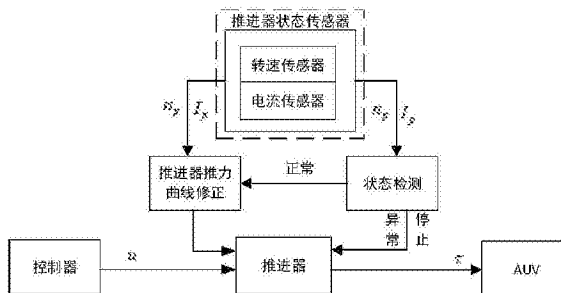 推进器状态传感器
转速传感器
电流传感器
推进器推力
曲线修正
正常
状态检测
异常
停止
控制器
u
推进器
τ
AUV